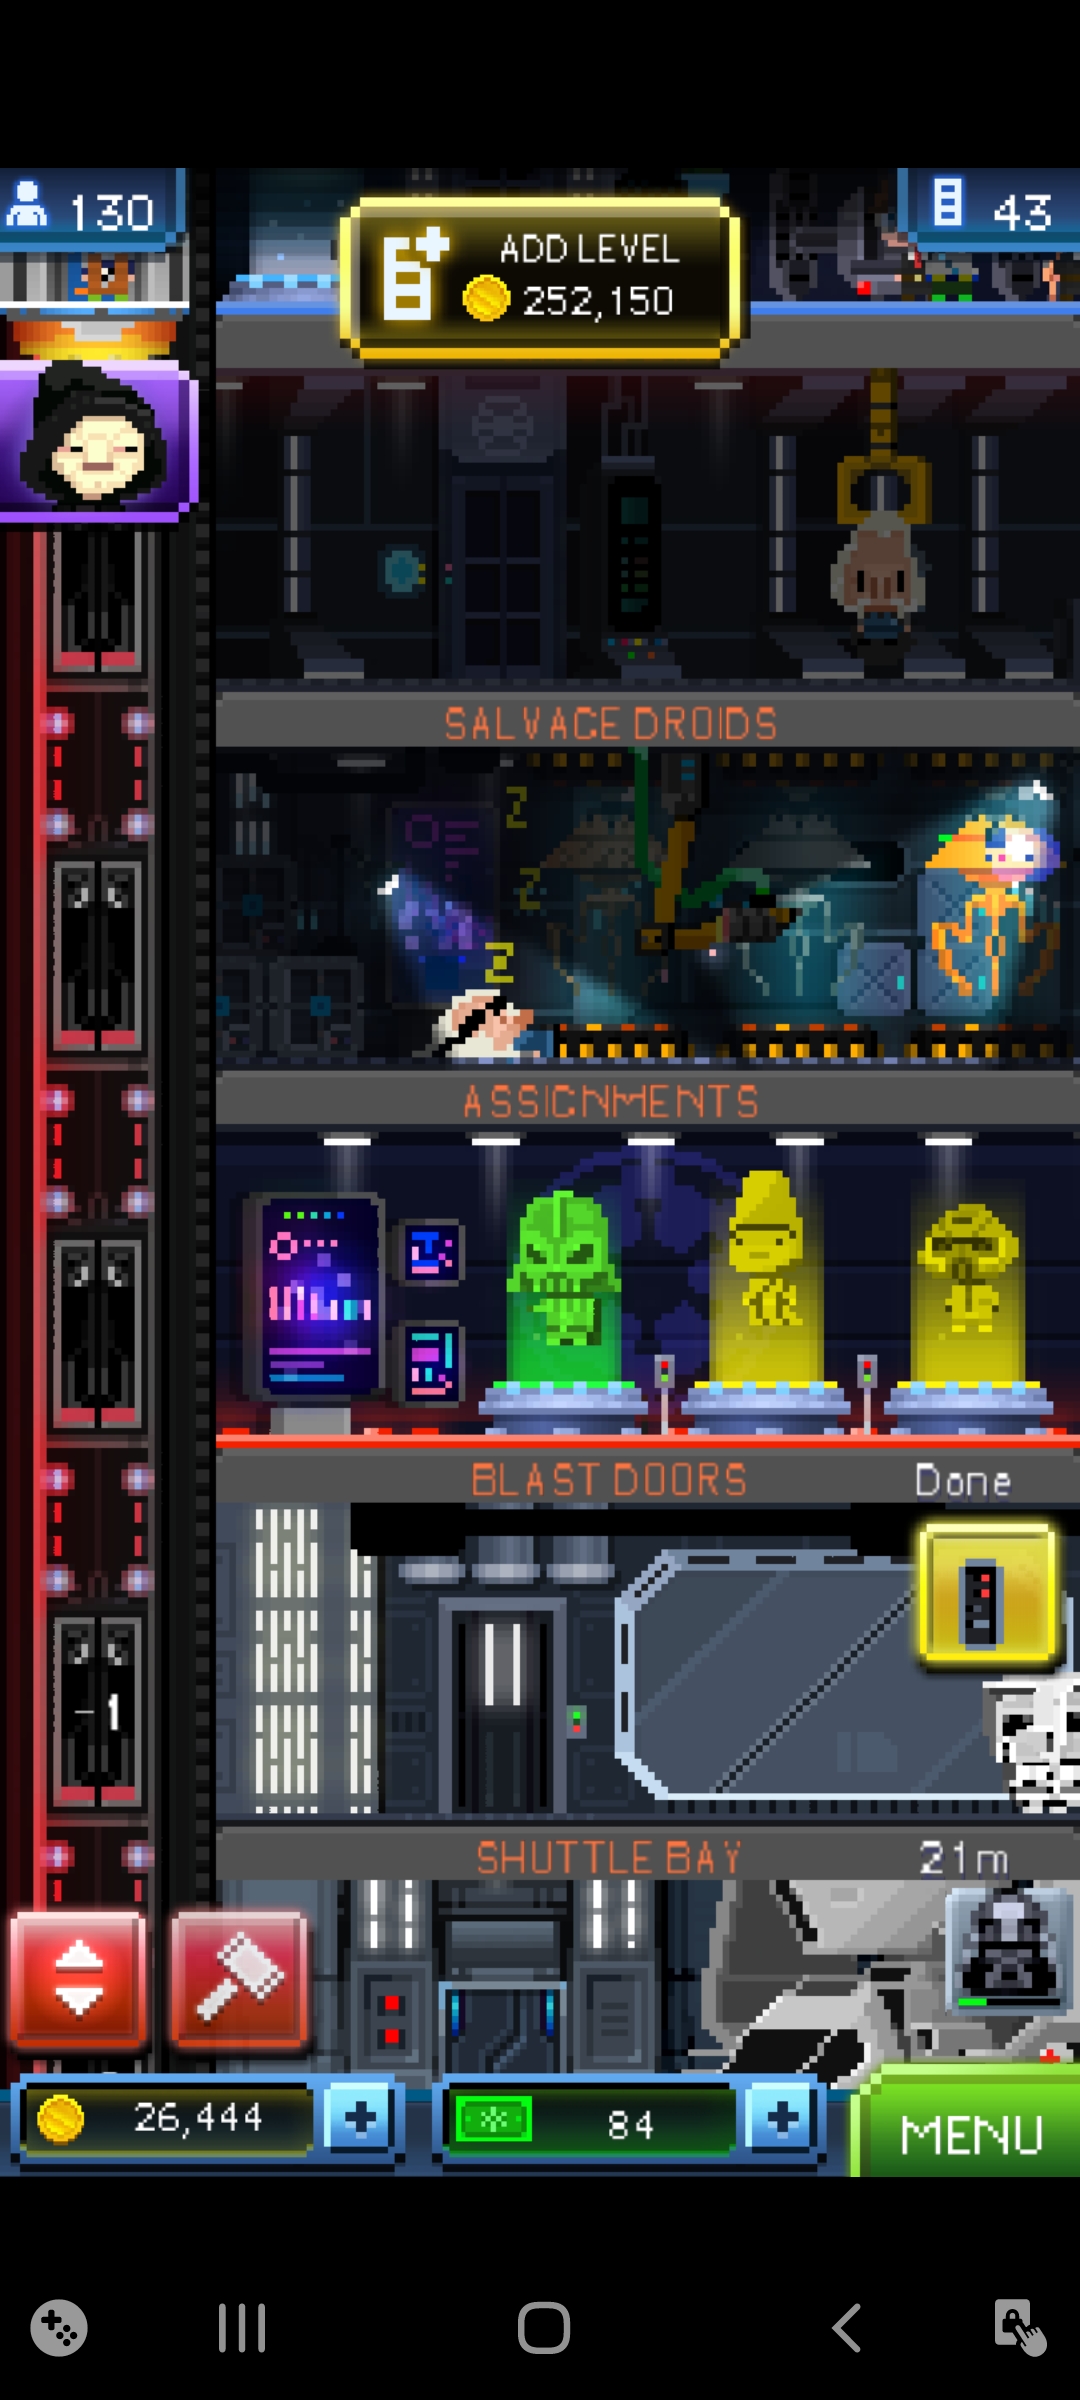 130
ADD LEVEL
252,150
43
SALVAGE DROIDS
Z
Z
Z
ASSIGNMENTS
BLAST DOORS
Done
-1
SHUTTLE BAY
21m
26,444
84
MENU